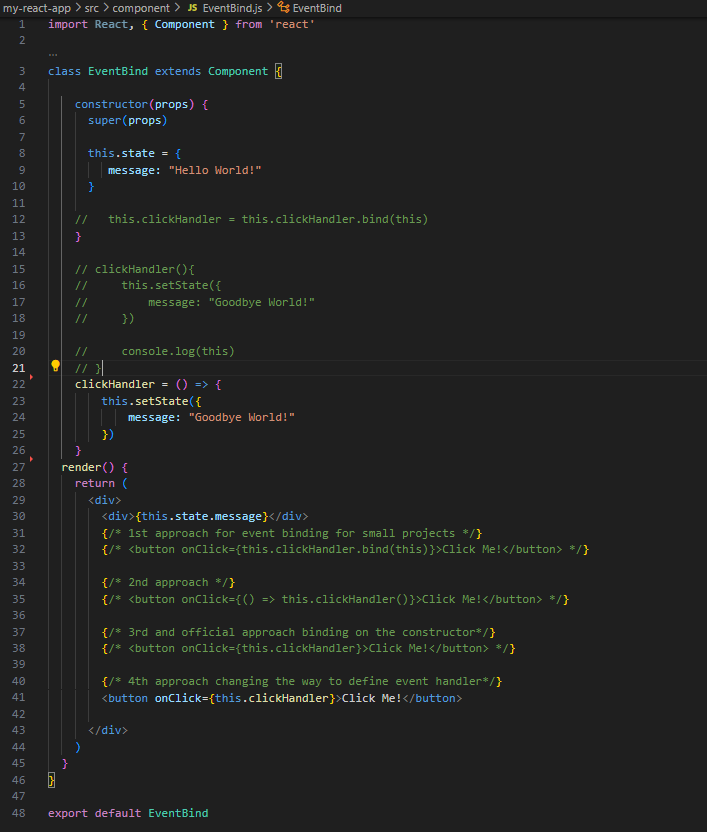 my-react-app > src > component > JS EventBind.js > EventBind
1 import React, { Component } from 'react'
2
...
3 class EventBind extends Component {
4
5 constructor(props) {
6 super(props)
7
8 this.state = {
9 message: "Hello World!"
10 }
11
12 //   this.clickHandler = this.clickHandler.bind(this)
13 }
14
15 // clickHandler(){
16 //     this.setState({
17 //         message: "Goodbye World!"
18 //     })
19
20 //     console.log(this)
21 // }
22 clickHandler = () => {
23 this.setState({
24 message: "Goodbye World!"
25 })
26 }
27 render() {
28 return (
29 <div>
30 <div>{this.state.message}</div>
31 {/* 1st approach for event binding for small projects */}
32 {/* <button onClick={this.clickHandler.bind(this)}>Click Me!</button> */}
33
34 {/* 2nd approach */}
35 {/* <button onClick={() => this.clickHandler()}>Click Me!</button> */}
36
37 {/* 3rd and official approach binding on the constructor*/}
38 {/* <button onClick={this.clickHandler}>Click Me!</button> */}
39
40 {/* 4th approach changing the way to define event handler*/}
41 <button onClick={this.clickHandler}>Click Me!</button>
42
43 </div>
44 )
45 }
46 }
47
48 export default EventBind